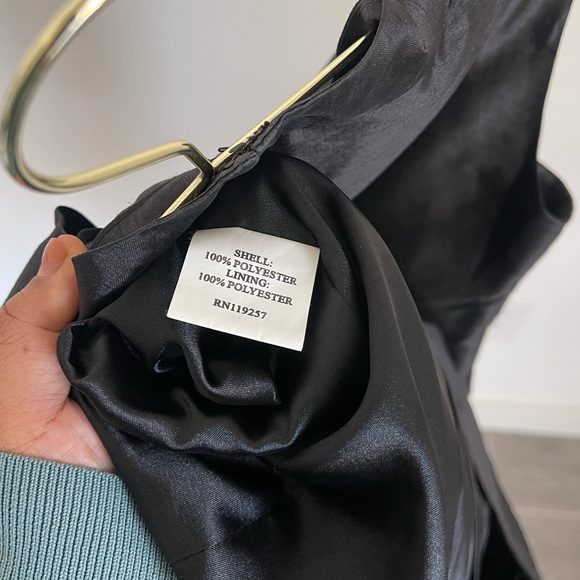 SHELL:
100% POLYESTER
LINING:
100% POLYESTER
RN119257